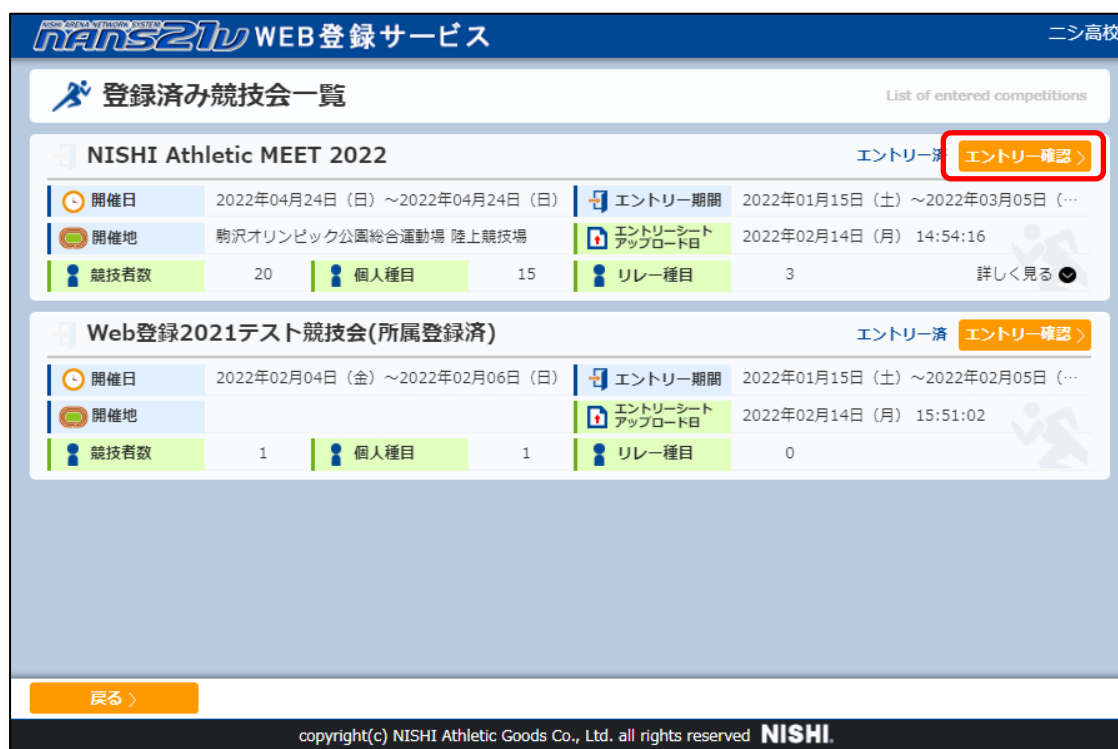 NISHI ARENA NETWORK SYSTEM
nans21v WEB登録サービス ニシ高校
登録済み競技会一覧 List of entered competitions
NISHI Athletic MEET 2022 エントリー済 エントリー確認 〉
開催日 2022年04月24日（日）～2022年04月24日（日） エントリー期間 2022年01月15日（土）～2022年03月05日（…
開催地 駒沢オリンピック公園総合運動場 陸上競技場 エントリーシート
アップロード日 2022年02月14日（月） 14:54:16
競技者数 20 個人種目 15 リレー種目 3 詳しく見る
Web登録2021テスト競技会(所属登録済) エントリー済 エントリー確認 〉
開催日 2022年02月04日（金）～2022年02月06日（日） エントリー期間 2022年01月15日（土）～2022年02月05日（…
開催地 エントリーシート
アップロード日 2022年02月14日（月） 15:51:02
競技者数 1 個人種目 1 リレー種目 0
戻る 〉
copyright(c) NISHI Athletic Goods Co., Ltd. all rights reserved NISHI.